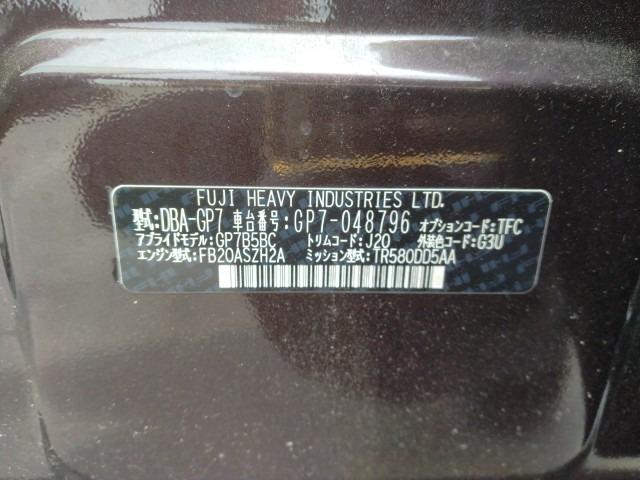 FUJI HEAVY INDUSTRIES LTD.
型式:DBA-GP7 車台番号:GP7-048796 オプションコード:TFC
アプライドモデル:GP7B5BC トリムコード:J20 外装色コード:G3U
エンジン型式:FB20ASZH2A ミッション型式:TR580DD5AA